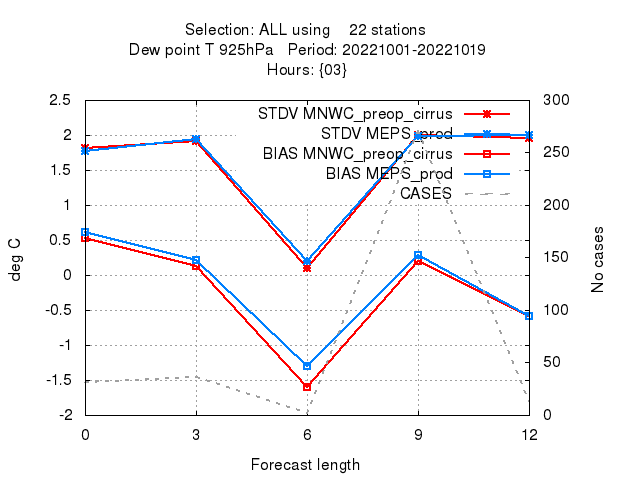 Selection: ALL using 22 stations
Dew point T 925hPa Period: 20221001-20221019
Hours: {03}
STDV MNWC_preop_cirrus
STDV MEPS_prod
BIAS MNWC_preop_cirrus
BIAS MEPS_prod
CASES
2.5
2
1.5
1
0.5
0
-0.5
-1
-1.5
-2
deg C
300
250
200
150
100
50
0
No cases
0 3 6 9 12
Forecast length